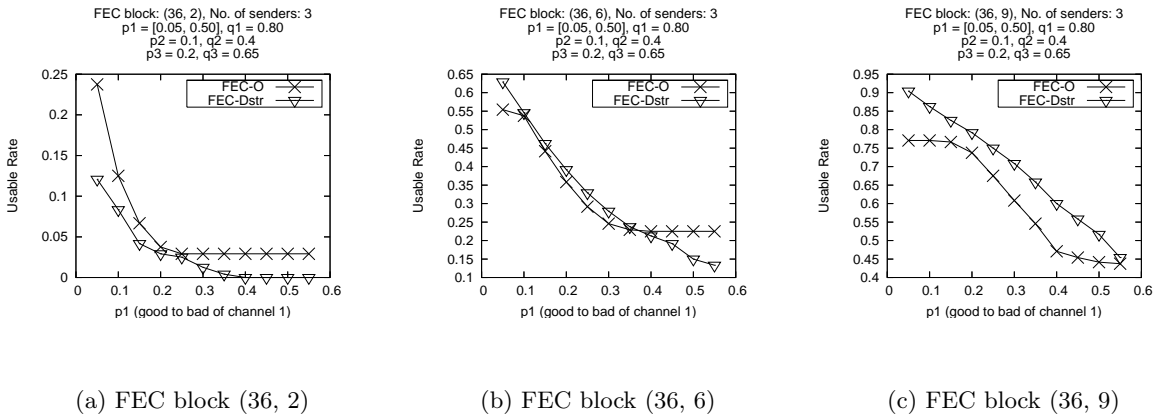 FEC block: (36, 2), No. of senders: 3
p1 = [0.05, 0.50], q1 = 0.80
p2 = 0.1, q2 = 0.4
p3 = 0.2, q3 = 0.65
0.25
0.2
0.15
0.1
0.05
0
Usable Rate
FEC-O
FEC-Dstr
0 0.1 0.2 0.3 0.4 0.5 0.6
p1 (good to bad of channel 1)
(a) FEC block (36, 2)
FEC block: (36, 6), No. of senders: 3
p1 = [0.05, 0.50], q1 = 0.80
p2 = 0.1, q2 = 0.4
p3 = 0.2, q3 = 0.65
0.65
0.6
0.55
0.5
0.45
0.4
0.35
0.3
0.25
0.2
0.15
0.1
Usable Rate
FEC-O
FEC-Dstr
0 0.1 0.2 0.3 0.4 0.5 0.6
p1 (good to bad of channel 1)
(b) FEC block (36, 6)
FEC block: (36, 9), No. of senders: 3
p1 = [0.05, 0.50], q1 = 0.80
p2 = 0.1, q2 = 0.4
p3 = 0.2, q3 = 0.65
0.95
0.9
0.85
0.8
0.75
0.7
0.65
0.6
0.55
0.5
0.45
0.4
Usable Rate
FEC-O
FEC-Dstr
0 0.1 0.2 0.3 0.4 0.5 0.6
p1 (good to bad of channel 1)
(c) FEC block (36, 9)